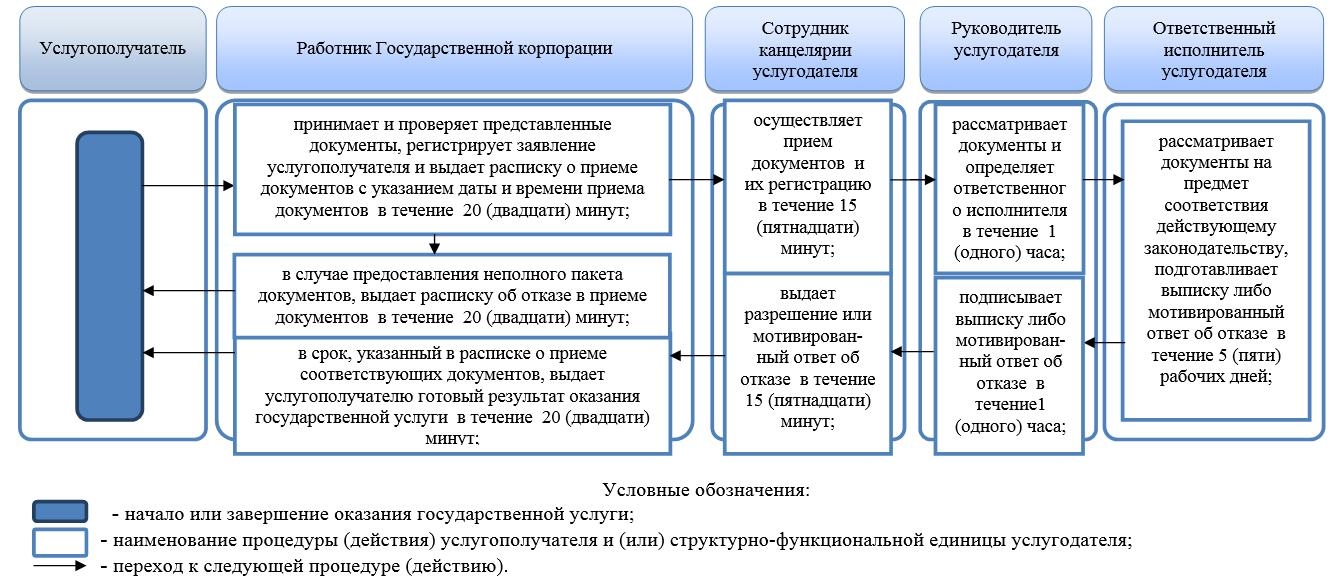 Услугополучатель
Работник Государственной корпорации
Сотрудник
канцелярии
услугодателя
Руководитель
услугодателя
Ответственный
исполнитель
услугодателя
принимает и проверяет представленные
документы, регистрирует заявление
услугополучателя и выдает расписку о приеме
документов с указанием даты и времени приема
документов в течение 20 (двадцати) минут;
в случае предоставления неполного пакета
документов, выдает расписку об отказе в приеме
документов в течение 20 (двадцати) минут;
в срок, указанный в расписке о приеме
соответствующих документов, выдает
услугополучателю готовый результат оказания
государственной услуги в течение 20 (двадцати)
минут;
осуществляет
прием
документов и
их регистрацию
в течение 15
(пятнадцати)
минут;
выдает
разрешение или
мотивирован-
ный ответ об
отказе в течение
15 (пятнадцати)
минут;
рассматривает
документы и
определяет
ответственног
о исполнителя
в течение 1
(одного) часа;
подписывает
выписку либо
мотивирован-
ный ответ об
отказе в
течение1
(одного) часа;
рассматривает
документы на
предмет
соответствия
действующему
законодательству,
подготавливает
выписку либо
мотивированный
ответ об отказе в
течение 5 (пяти)
рабочих дней;
Условные обозначения:
- начало или завершение оказания государственной услуги;
- наименование процедуры (действия) услугополучателя и (или) структурно-функциональной единицы услугодателя;
- переход к следующей процедуре (действию).